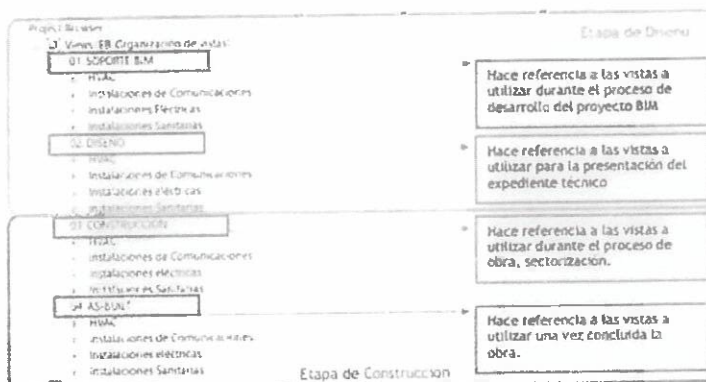 Project Browser
Views: EB Organización de vistas
Etapa de Diseño
01 SOPORTE BIM
HVAC
Instalaciones de Comunicaciones
Instalaciones Eléctricas
Instalaciones Sanitarias
Hace referencia a las vistas a
utilizar durante el proceso de
desarrollo del proyecto BIM
02 DISEÑO
HVAC
Instalaciones de Comunicaciones
Instalaciones eléctricas
Instalaciones Sanitarias
Hace referencia a las vistas a
utilizar para la presentación del
expediente técnico
03 CONSTRUCCIÓN
HVAC
Instalaciones de Comunicaciones
Instalaciones eléctricas
Instalaciones Sanitarias
Hace referencia a las vistas a
utilizar durante el proceso de
obra, sectorización.
04 AS-BUILT
HVAC
Instalaciones de Comunicaciones
Instalaciones eléctricas
Instalaciones Sanitarias
Hace referencia a las vistas a
utilizar una vez concluida la
obra.
Etapa de Construcción